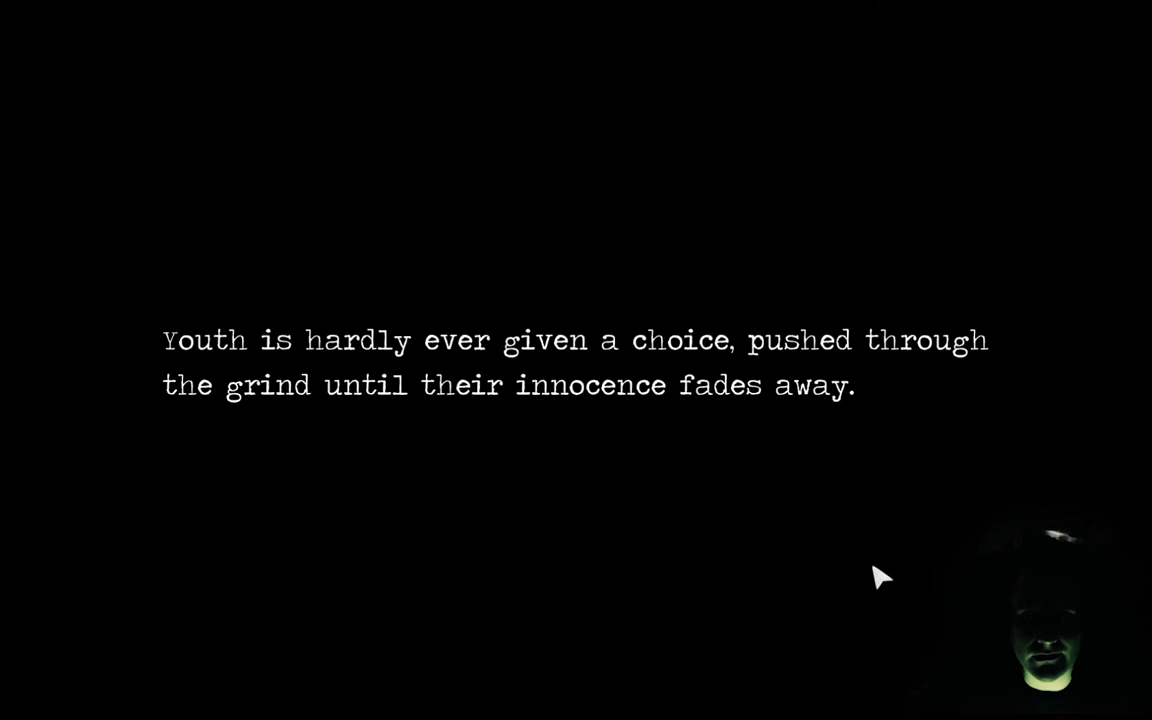 Youth is hardly ever given a choice, pushed through
the grind until their innocence fades away.